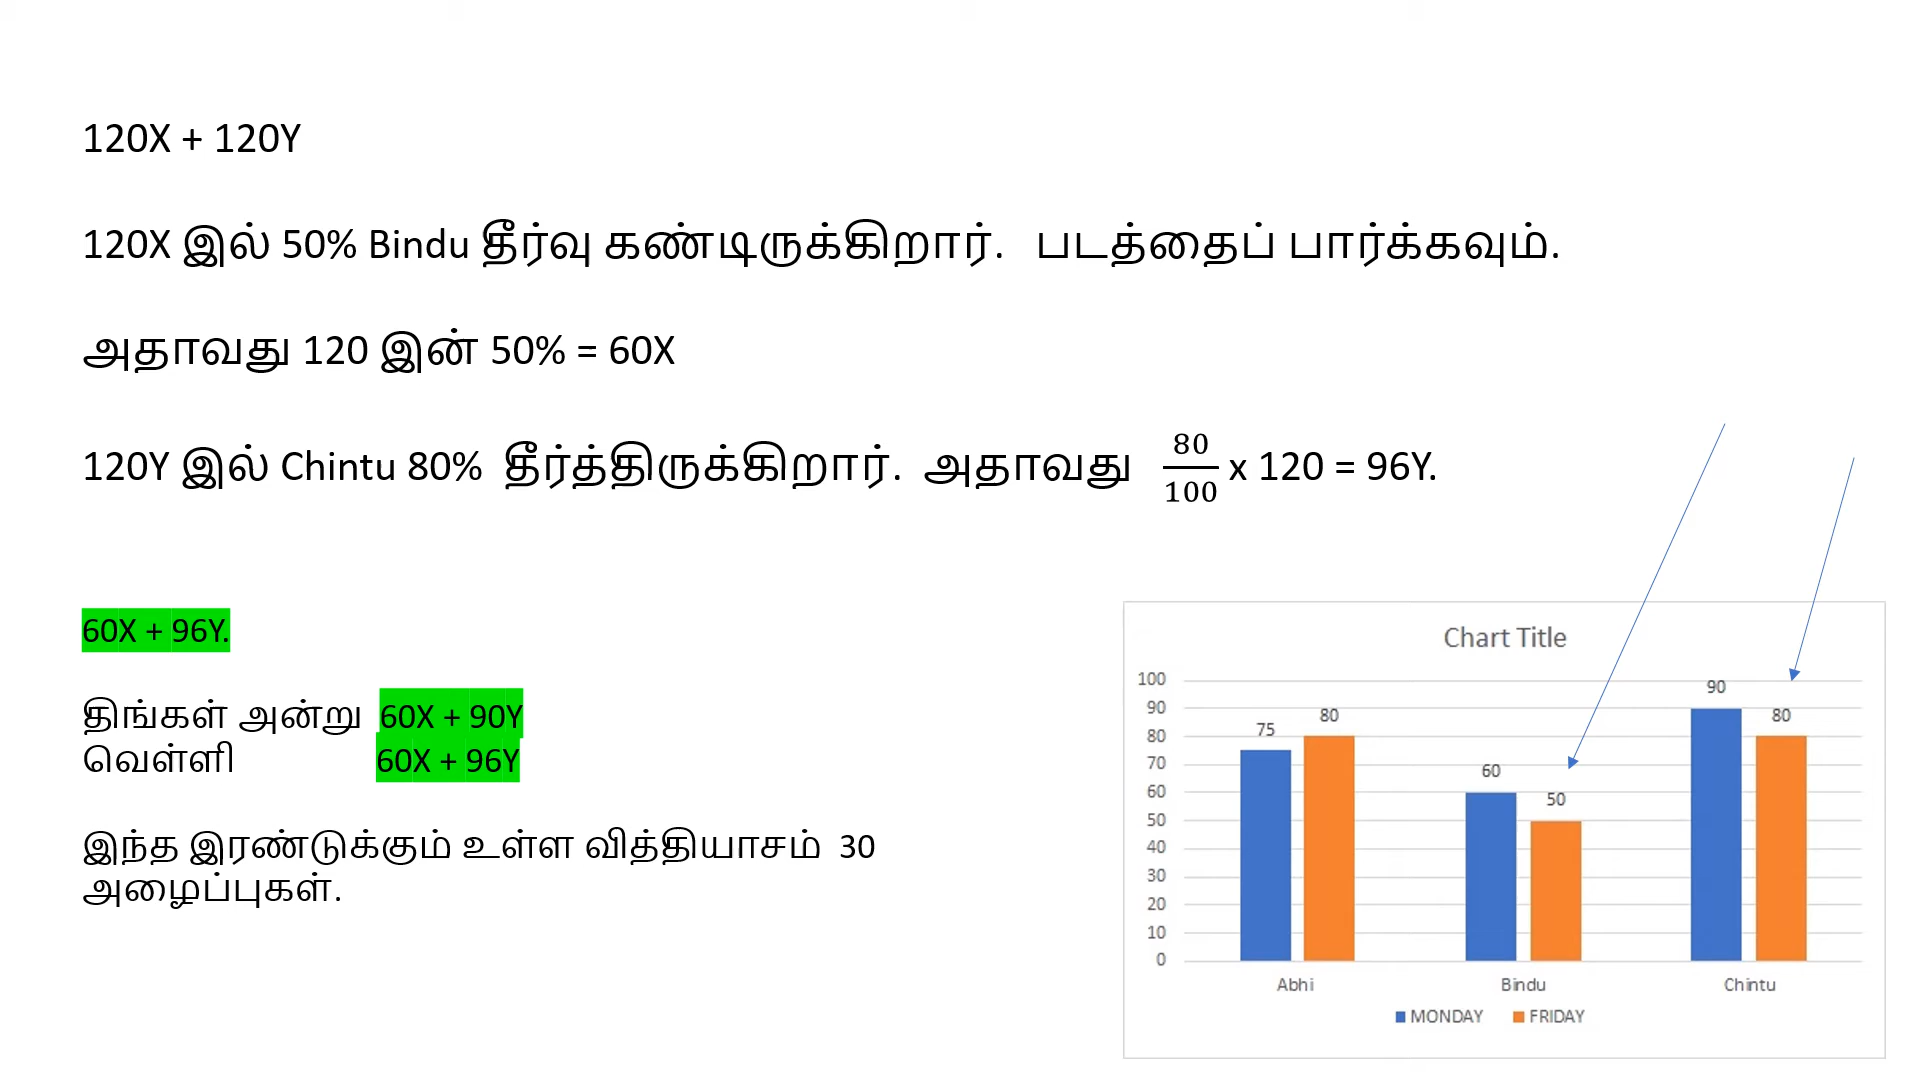 120X + 120Y
120X இல் 50% Bindu தீர்வு கண்டிருக்கிறார். படத்தைப் பார்க்கவும்.
அதாவது 120 இன் 50% = 60X
120Y இல் Chintu 80% தீர்த்திருக்கிறார். அதாவது 80/100 x 120 = 96Y.
60X + 96Y.
திங்கள் அன்று 60X + 90Y
வெள்ளி 60X + 96Y
இந்த இரண்டுக்கும் உள்ள வித்தியாசம் 30
அழைப்புகள்.
Chart Title
100
90
80
70
60
50
40
30
20
10
0
75 80 60 50 90 80
Abhi Bindu Chintu
MONDAY FRIDAY